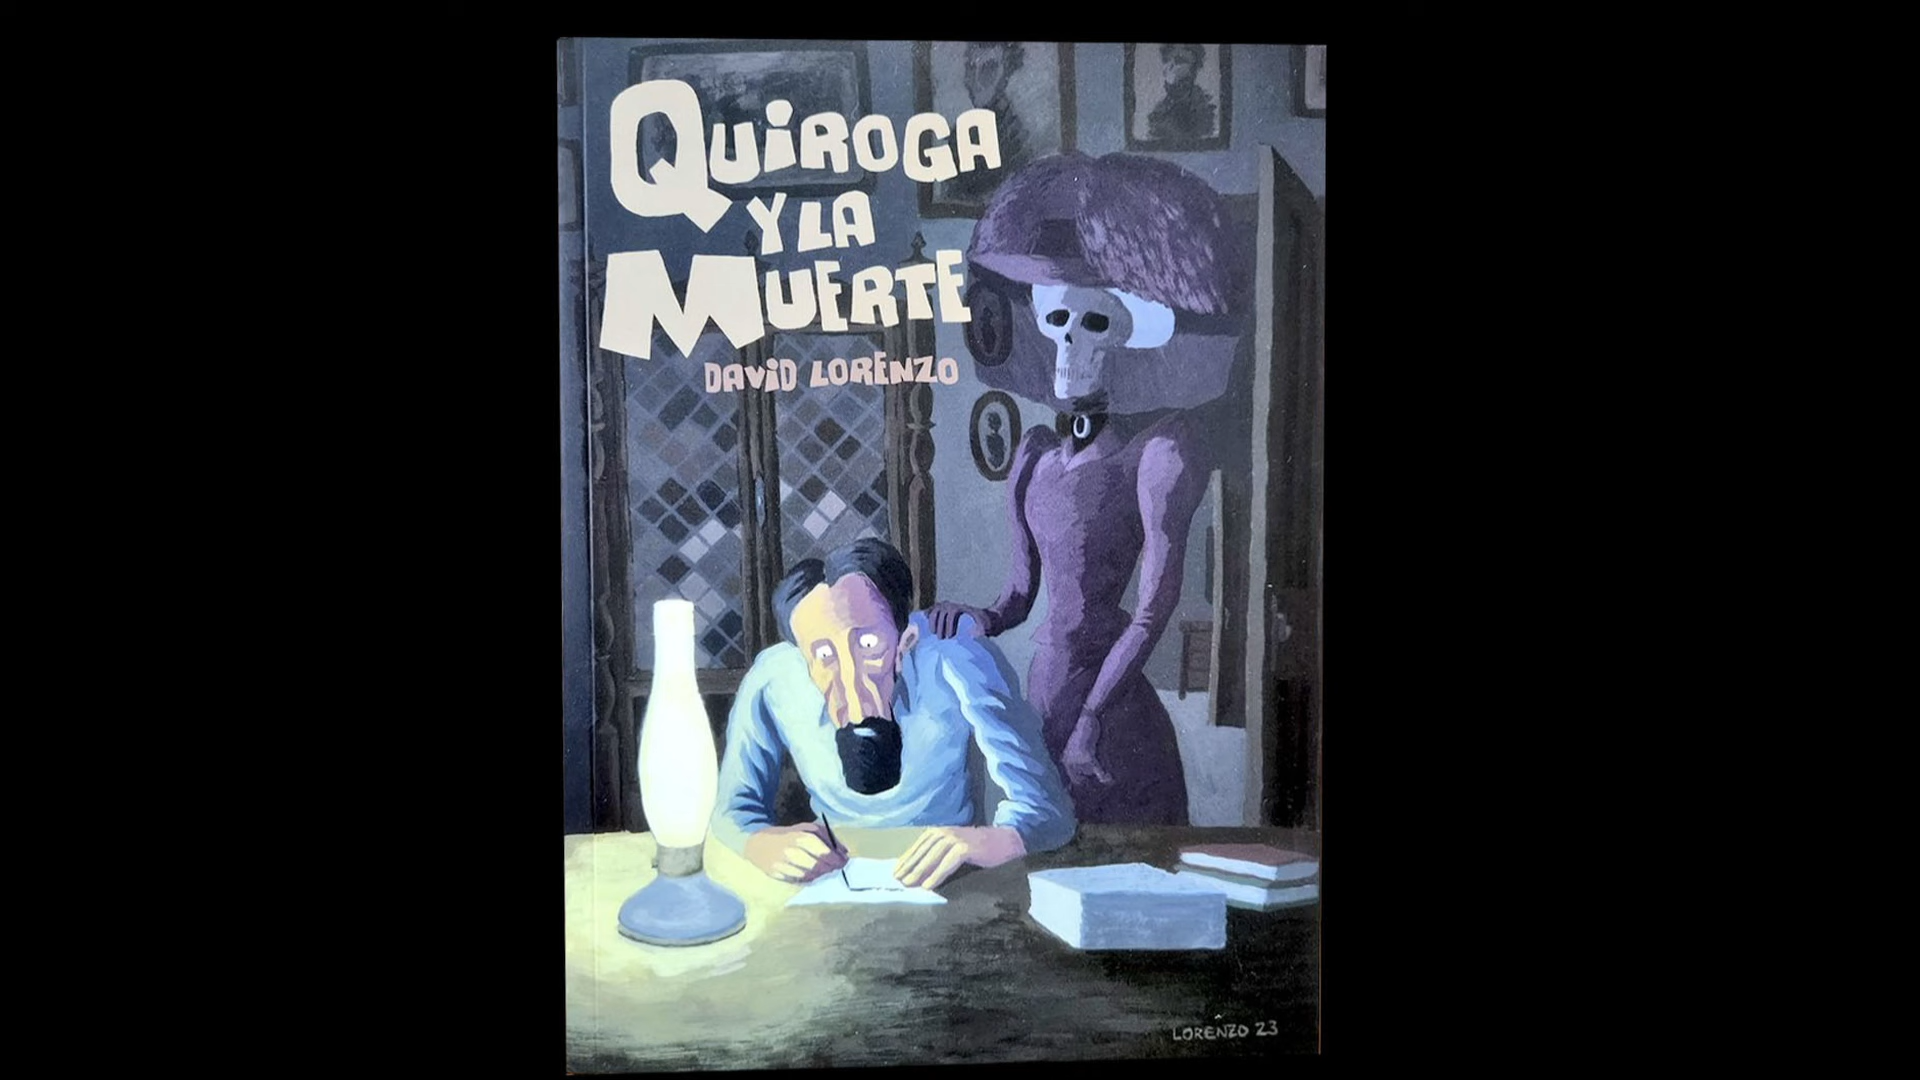 QUiROGA
Y LA
MUERTE
DAViD LORENZO
LORENZO 23